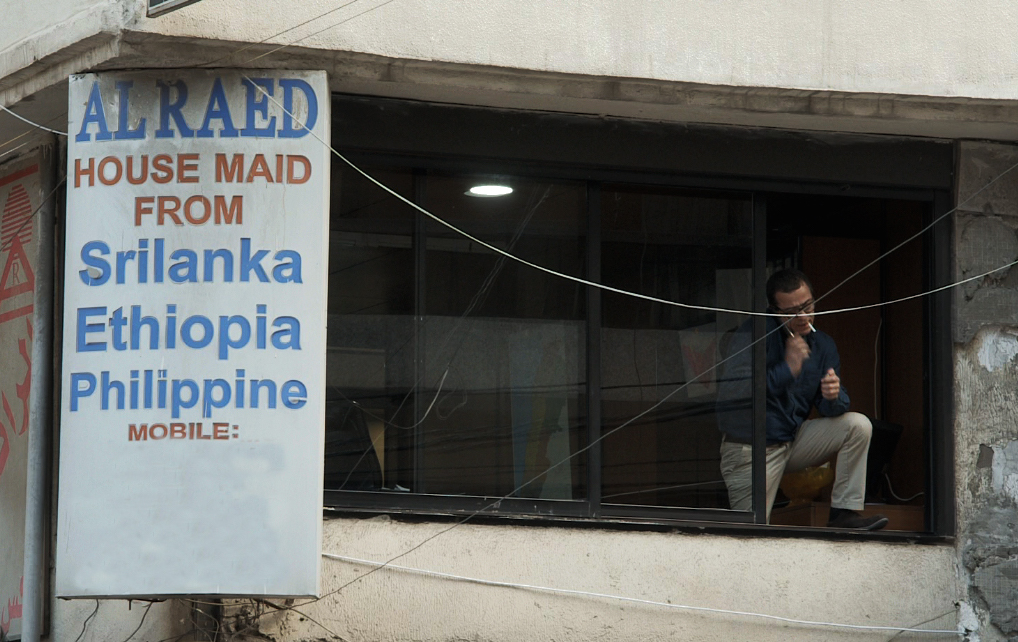 AL RAED
HOUSE MAID
FROM
Srilanka
Ethiopia
Philippine
MOBILE: